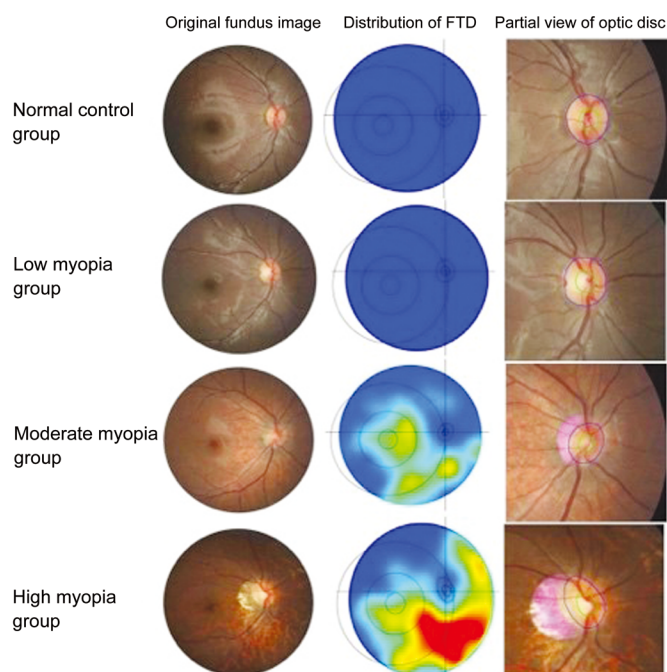 Original fundus image
Distribution of FTD
Partial view of optic disc
Normal control
group
Low myopia
group
Moderate myopia
group
High myopia
group